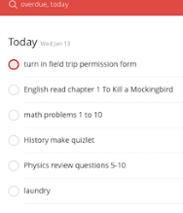 overdue, today
Today Wed Jan 13
turn in field trip permission form
English read chapter 1 To Kill a Mockingbird
math problems 1 to 10
History make quizlet
Physics review questions 5-10
laundry